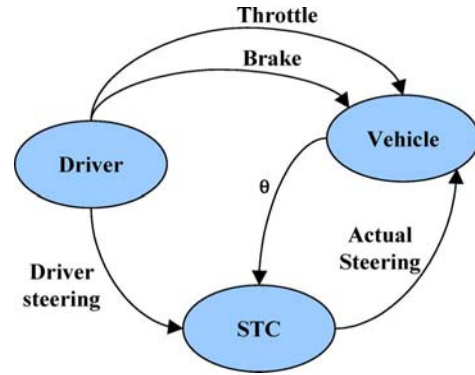 Throttle
Brake
Driver
Vehicle
θ
Driver
steering
Actual
Steering
STC